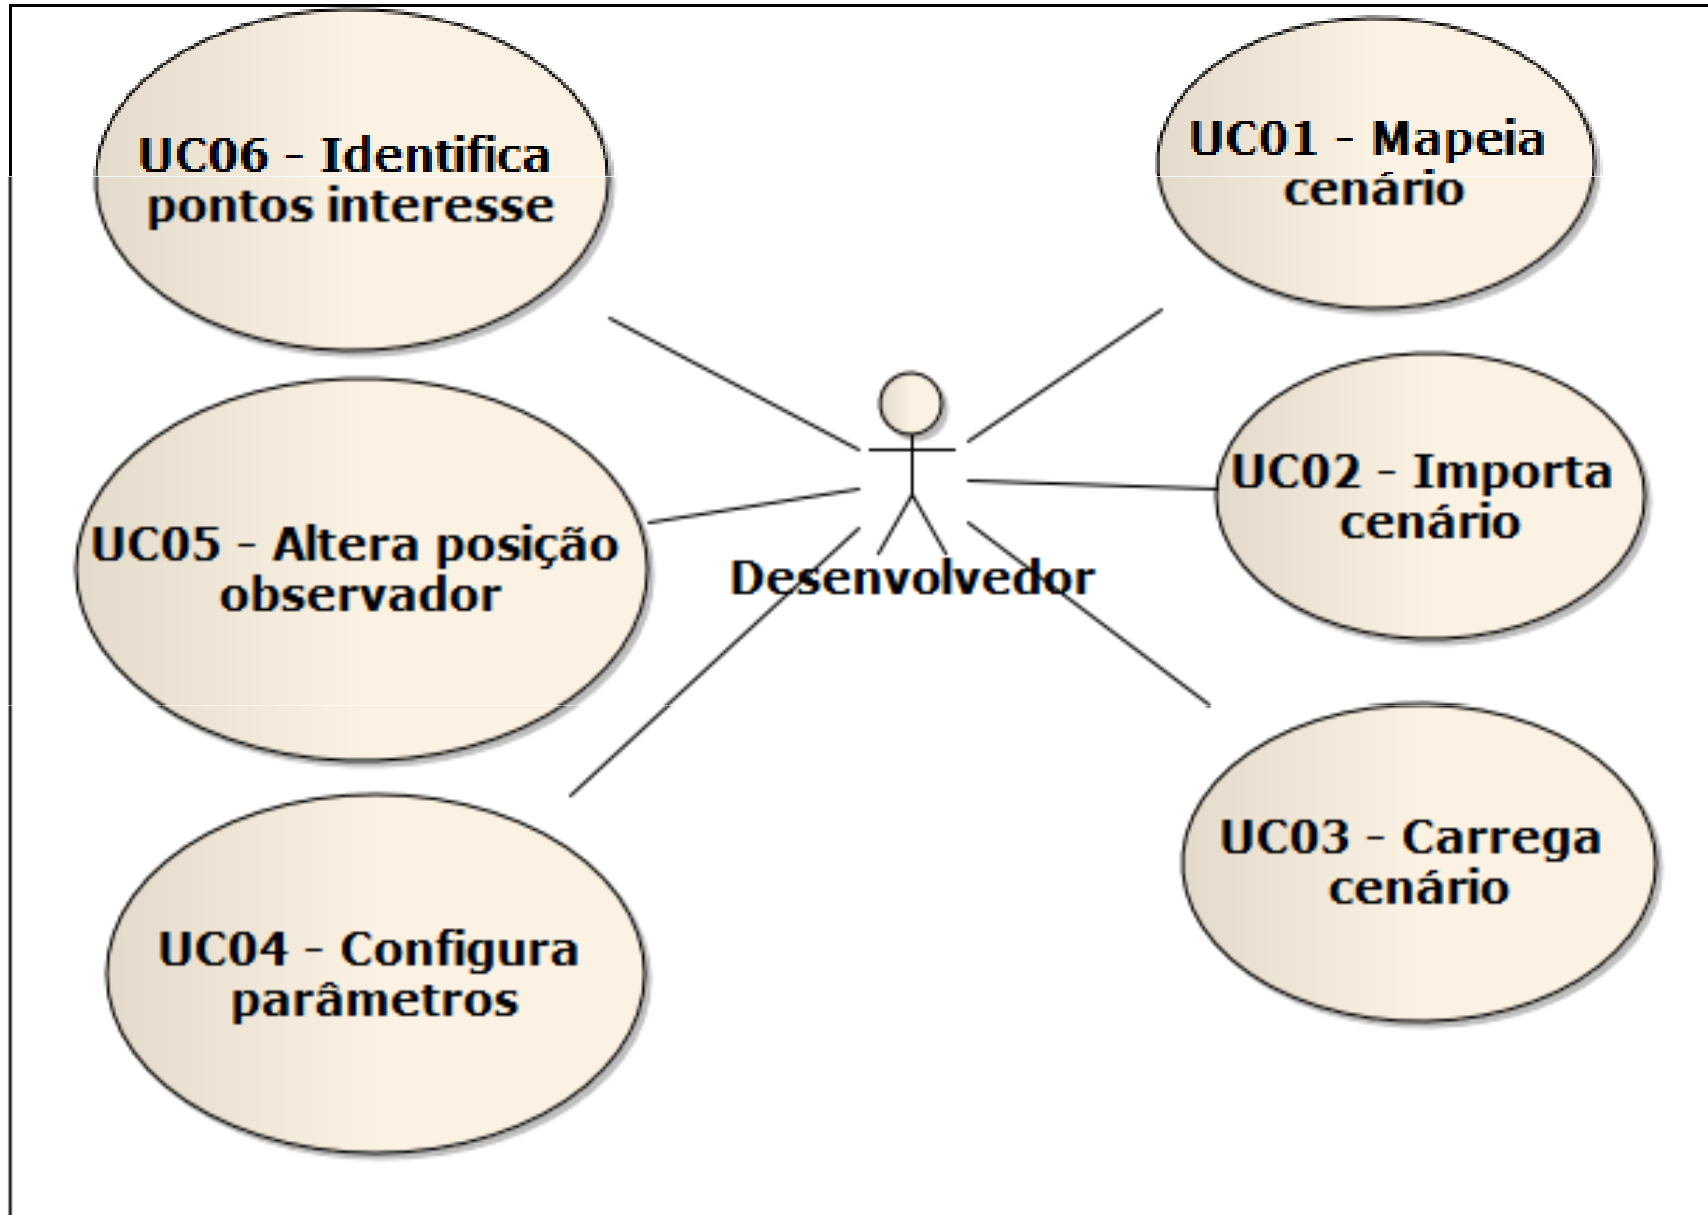 UC06 - Identifica
pontos interesse
UC01 - Mapeia
cenário
UC02 - Importa
cenário
UC05 - Altera posição
observador
Desenvolvedor
UC03 - Carrega
cenário
UC04 - Configura
parâmetros